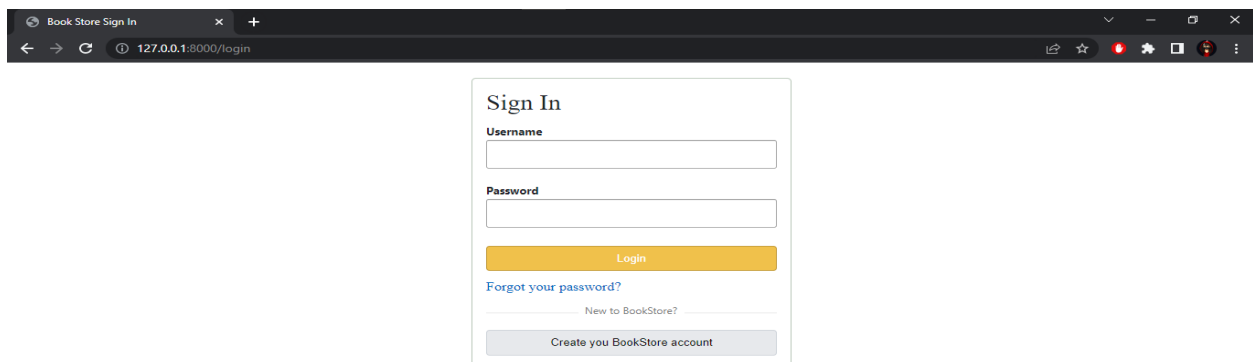 Book Store Sign In
127.0.0.1:8000/login
Sign In
Username
Password
Login
Forgot your password?
New to BookStore?
Create you BookStore account